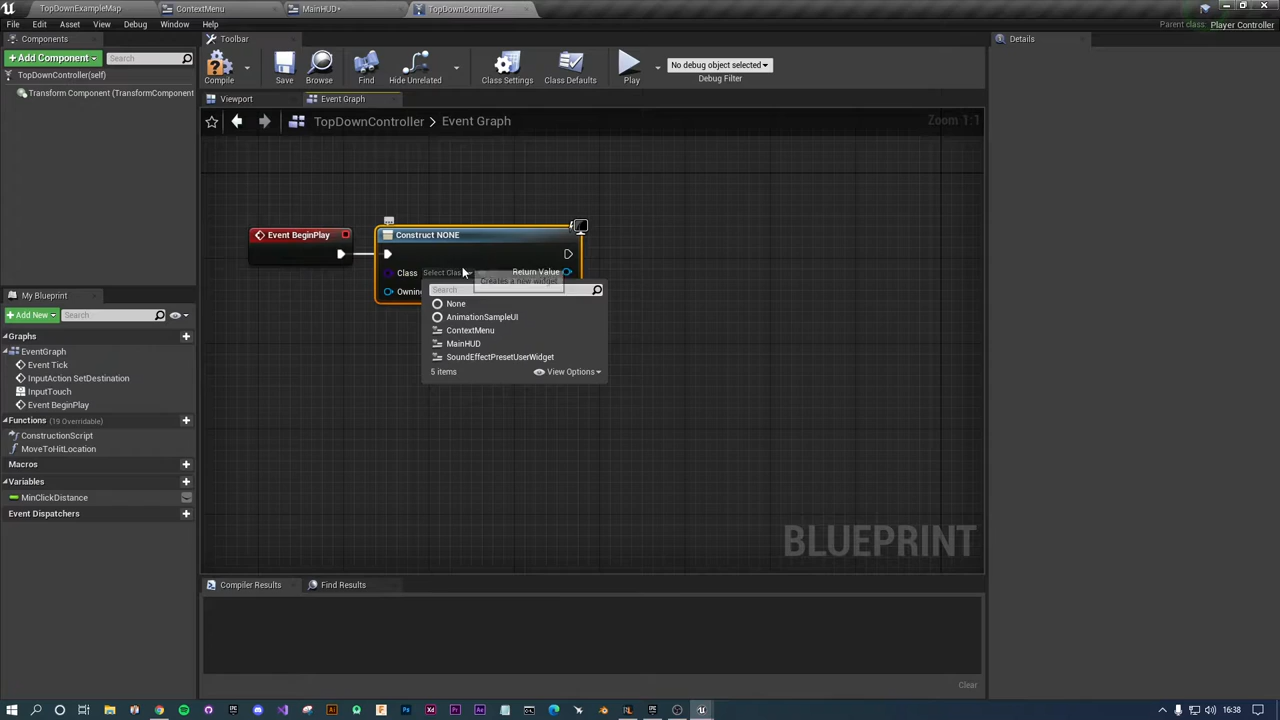 TopDownExampleMap
ContextMenu
MainHUD*
TopDownController*
File
Edit
Asset
View
Debug
Window
Help
Parent class: Player Controller
Components
Toolbar
Details
+Add Component
Search
Compile
Save
Browse
Find
Hide Unrelated
Class Settings
Class Defaults
Play
No debug object selected
Debug Filter
TopDownController(self)
Transform Component (TransformComponent
Viewport
Event Graph
TopDownController > Event Graph
Zoom 1:1
Event BeginPlay
Construct NONE
Class
Select Clas
Return Value
Creates a new widget
Search
None
AnimationSampleUI
ContextMenu
MainHUD
SoundEffectPresetUserWidget
5 items
View Options
My Blueprint
+Add New
Search
Graphs
EventGraph
Event Tick
InputAction SetDestination
InputTouch
Event BeginPlay
Functions (19 Overridable)
ConstructionScript
MoveToHitLocation
Macros
Variables
MinClickDistance
Event Dispatchers
BLUEPRINT
Compiler Results
Find Results
Clear
16:38